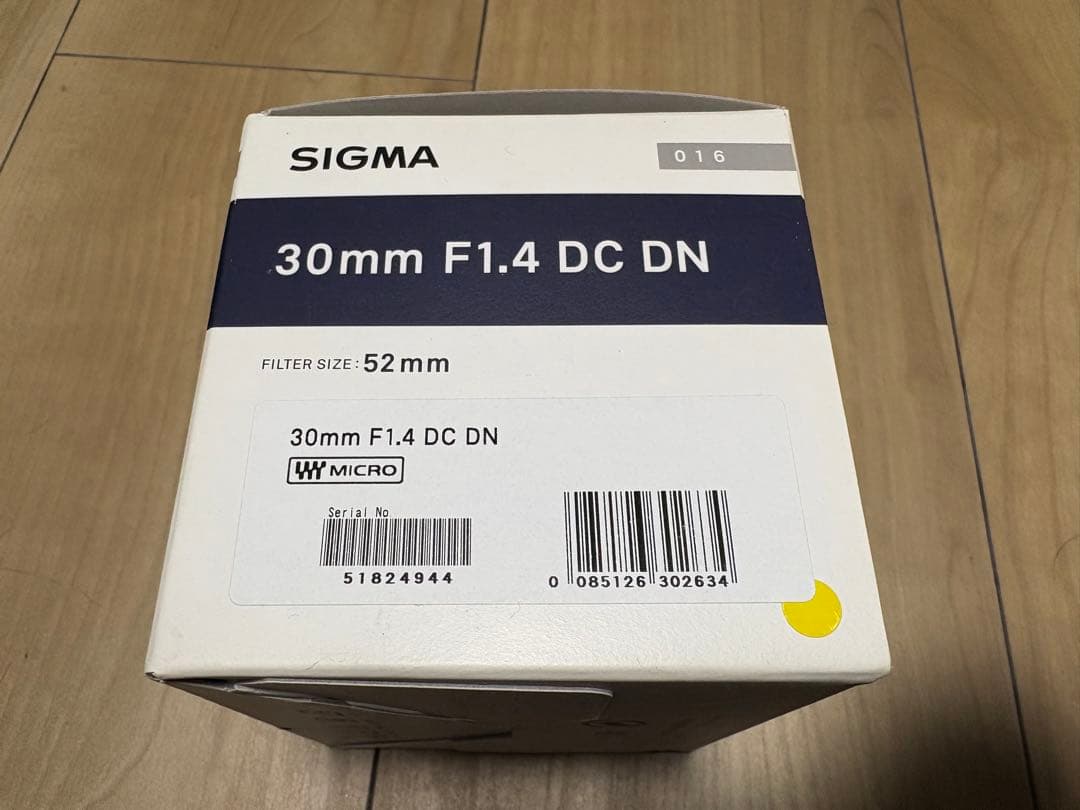 SIGMA
016
30mm F1.4 DC DN
FILTER SIZE: 52mm
30mm F1.4 DC DN
MICRO
Serial No
51824944
0 085126 302634